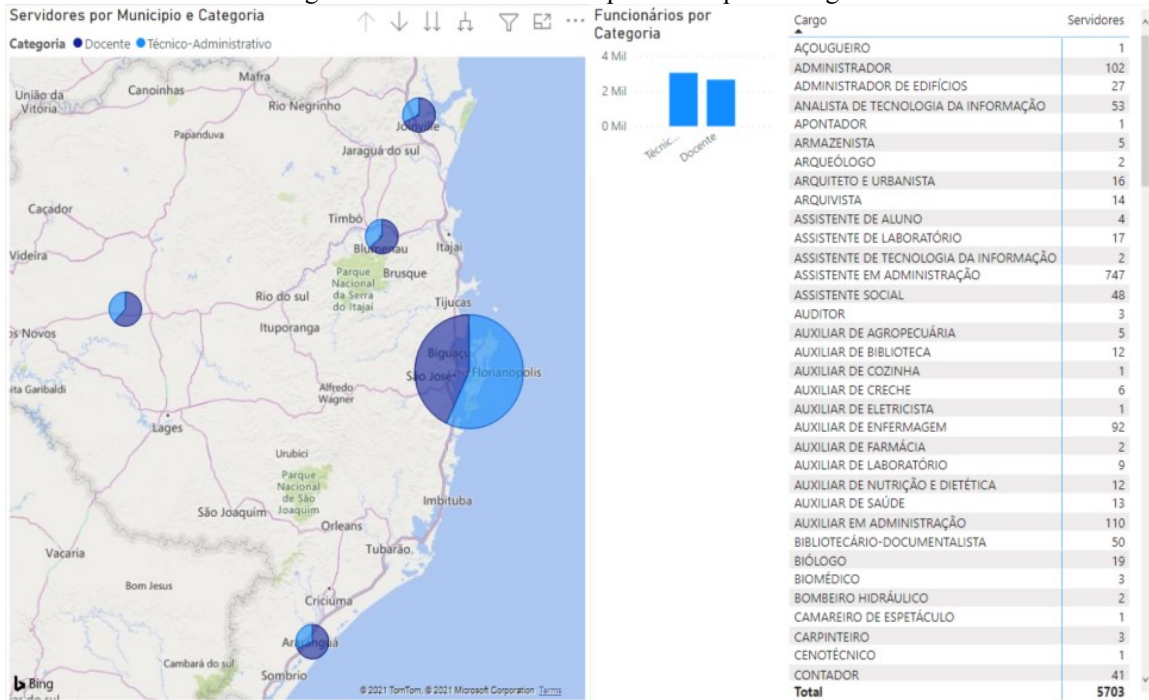 Servidores por Municipio e Categoria
Categoria Docente Técnico-Administrativo
Mafra
Canoinhas
União da Vitória
Rio Negrinho
Joinville
Papanduva
Jaraguá do sul
Caçador
Timbó
Videira
Blumenau
Itajaí
Parque Nacional da Serra do Itajaí
Brusque
Rio do sul
Tijucas
os Novos
Ituporanga
Biguaçu
São José
Florianopolis
ita Garibaldi
Alfredo Wagner
Lages
Urubici
Parque Nacional de São Joaquim
Imbituba
São Joaquim
Orleans
Tubarão
Vacaria
Bom Jesus
Criciúma
Araranguá
Cambará do sul
Sombrio
Bing
© 2021 TomTom, © 2021 Microsoft Corporation Terms
Funcionários por
Categoria
4 Mil
2 Mil
0 Mil
Técnic...
Docente
Cargo Servidores
AÇOUGUEIRO 1
ADMINISTRADOR 102
ADMINISTRADOR DE EDIFÍCIOS 27
ANALISTA DE TECNOLOGIA DA INFORMAÇÃO 53
APONTADOR 1
ARMAZENISTA 5
ARQUEÓLOGO 2
ARQUITETO E URBANISTA 16
ARQUIVISTA 14
ASSISTENTE DE ALUNO 4
ASSISTENTE DE LABORATÓRIO 17
ASSISTENTE DE TECNOLOGIA DA INFORMAÇÃO 2
ASSISTENTE EM ADMINISTRAÇÃO 747
ASSISTENTE SOCIAL 48
AUDITOR 3
AUXILIAR DE AGROPECUÁRIA 5
AUXILIAR DE BIBLIOTECA 12
AUXILIAR DE COZINHA 1
AUXILIAR DE CRECHE 6
AUXILIAR DE ELETRICISTA 1
AUXILIAR DE ENFERMAGEM 92
AUXILIAR DE FARMÁCIA 2
AUXILIAR DE LABORATÓRIO 9
AUXILIAR DE NUTRIÇÃO E DIETÉTICA 12
AUXILIAR DE SAÚDE 13
AUXILIAR EM ADMINISTRAÇÃO 110
BIBLIOTECÁRIO-DOCUMENTALISTA 50
BIÓLOGO 19
BIOMÉDICO 3
BOMBEIRO HIDRÁULICO 2
CAMAREIRO DE ESPETÁCULO 1
CARPINTEIRO 3
CENOTÉCNICO 1
CONTADOR 41
Total 5703